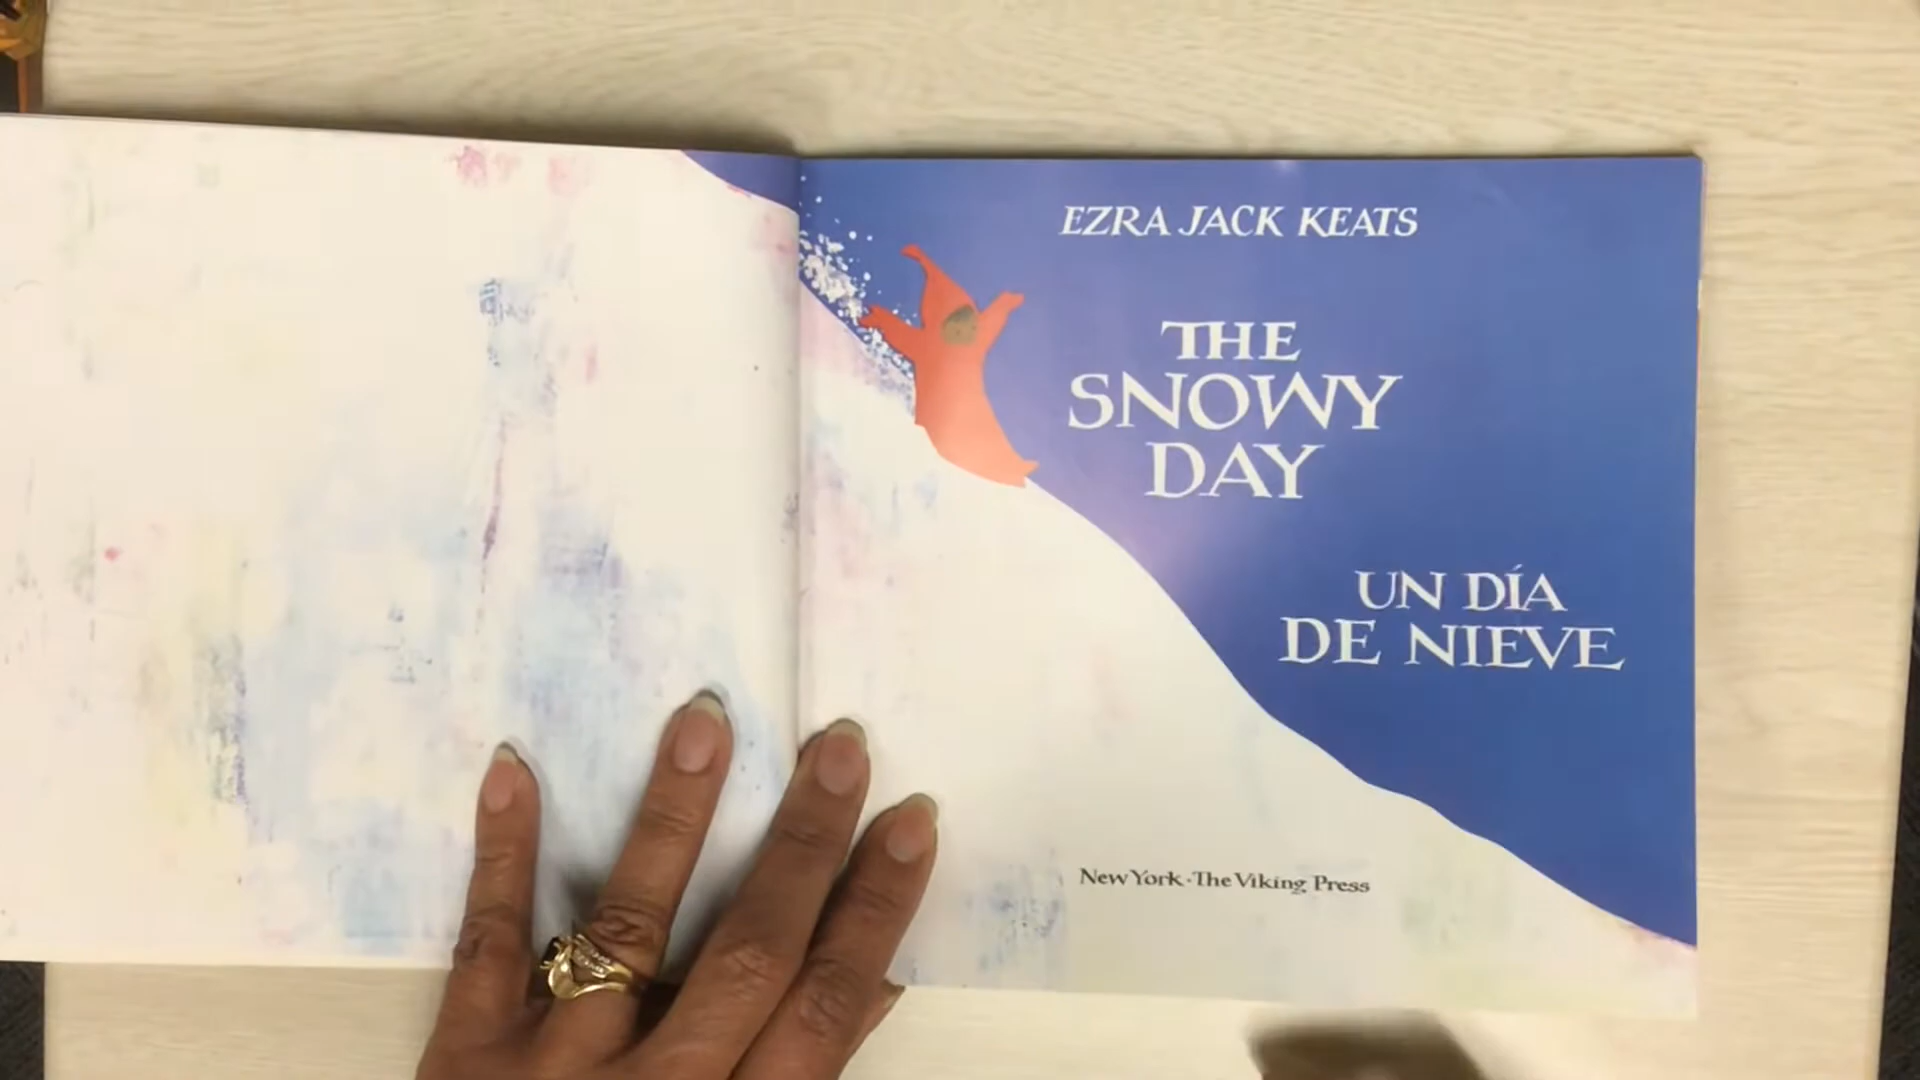 EZRA JACK KEATS
THE
SNOWY
DAY
UN DÍA
DE NIEVE
New York · The Viking Press